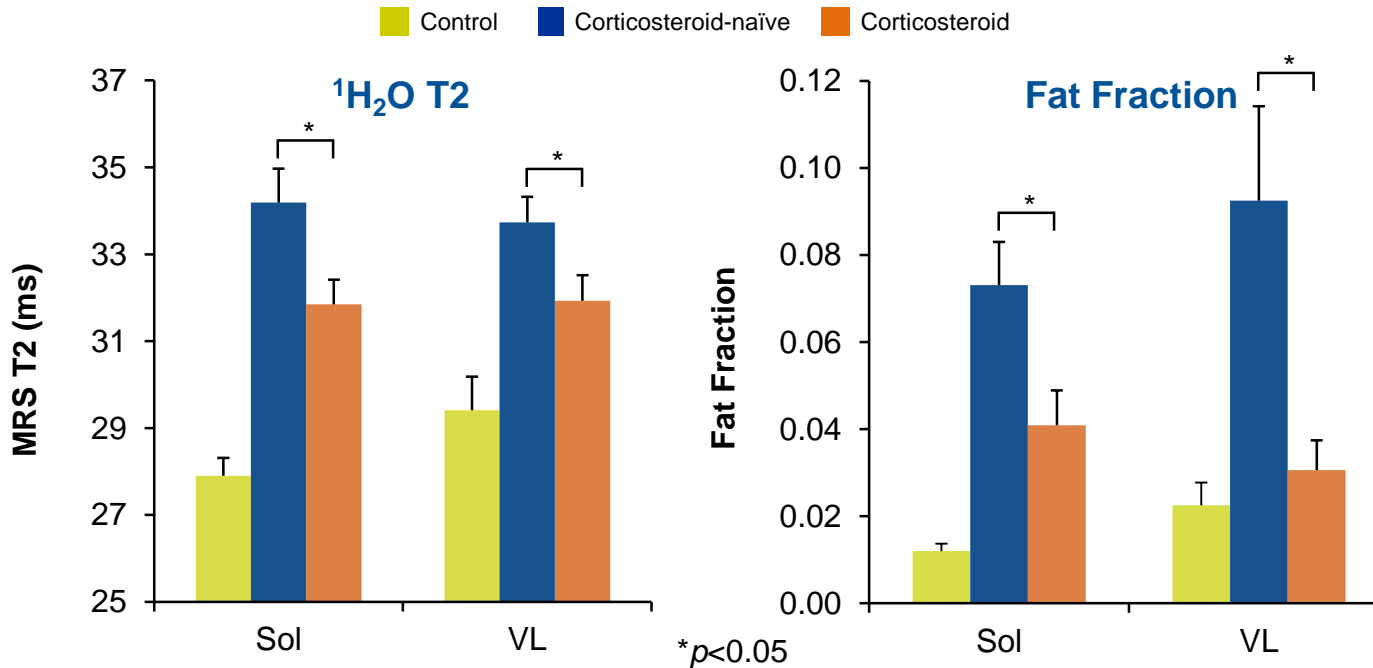 Control Corticosteroid-naïve Corticosteroid
¹H₂O T2
MRS T2 (ms)
37
35
33
31
29
27
25
*
*
Sol VL
*p<0.05
Fat Fraction
Fat Fraction
0.12
0.10
0.08
0.06
0.04
0.02
0.00
*
*
Sol VL